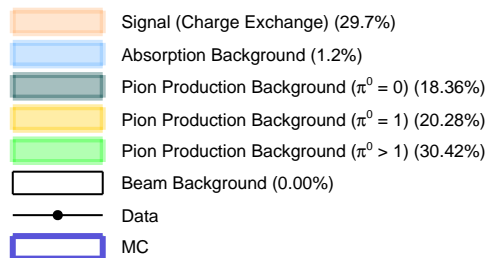 Signal (Charge Exchange) (29.7%)
Absorption Background (1.2%)
Pion Production Background (π⁰ = 0) (18.36%)
Pion Production Background (π⁰ = 1) (20.28%)
Pion Production Background (π⁰ > 1) (30.42%)
Beam Background (0.00%)
Data
MC